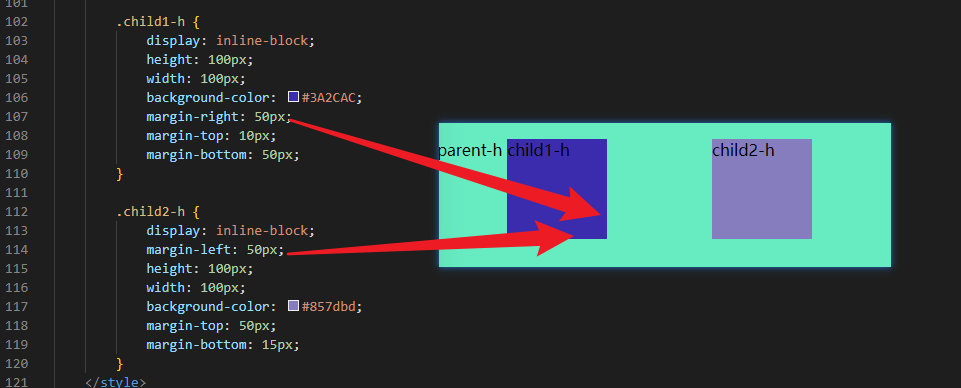 101
102 .child1-h {
103 display: inline-block;
104 height: 100px;
105 width: 100px;
106 background-color: #3A2CAC;
107 margin-right: 50px;
108 margin-top: 10px;
109 margin-bottom: 50px;
110 }
111
112 .child2-h {
113 display: inline-block;
114 margin-left: 50px;
115 height: 100px;
116 width: 100px;
117 background-color: #857dbd;
118 margin-top: 50px;
119 margin-bottom: 15px;
120 }
121 </style>
parent-h child1-h child2-h